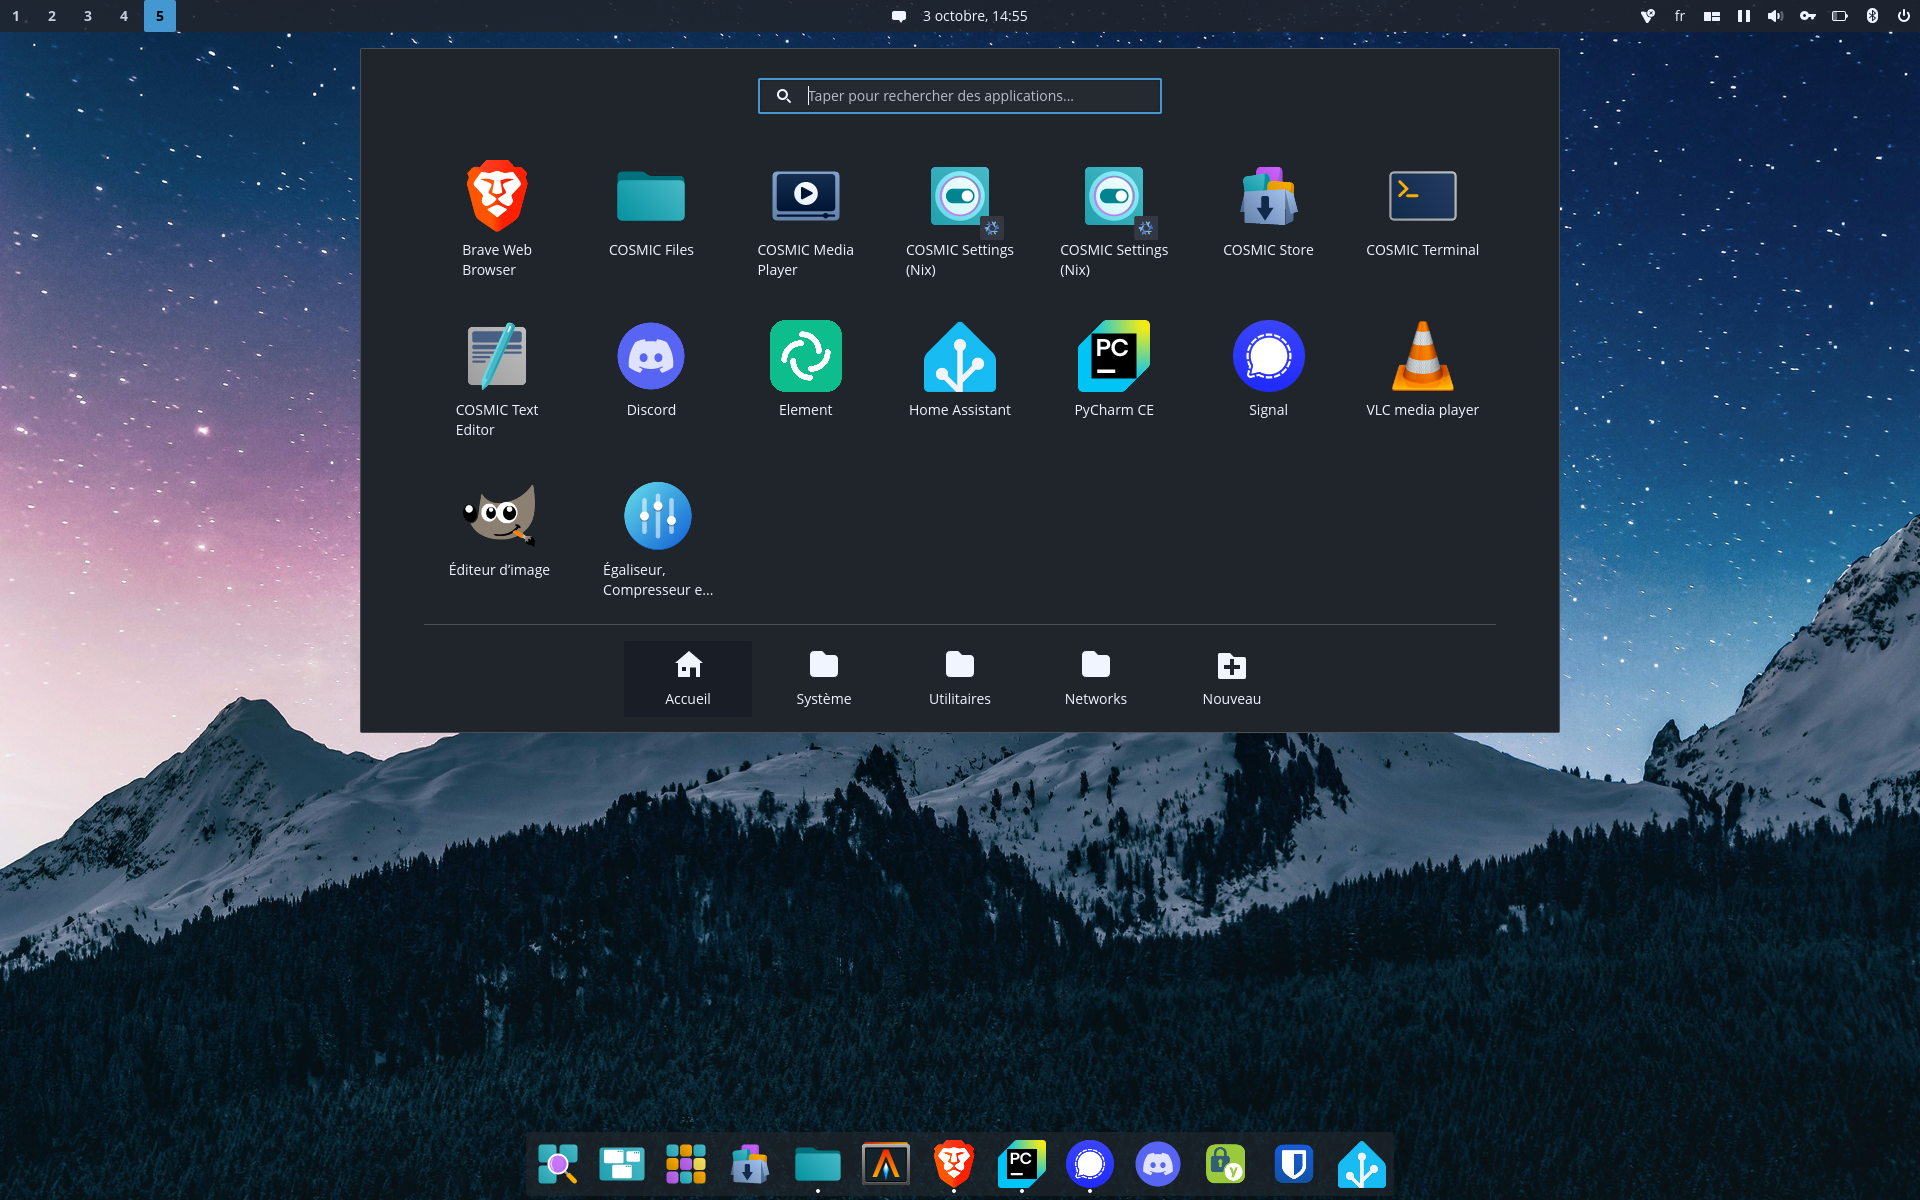 1 2 3 4 5
3 octobre, 14:55
fr
Taper pour rechercher des applications...
Brave Web
Browser
COSMIC Files
COSMIC Media
Player
COSMIC Settings
(Nix)
COSMIC Settings
(Nix)
COSMIC Store
COSMIC Terminal
COSMIC Text
Editor
Discord
Element
PC
Home Assistant
PyCharm CE
Signal
VLC media player
Éditeur d’image
Égaliseur,
Compresseur e...
Accueil
Système
Utilitaires
Networks
Nouveau
PC
y